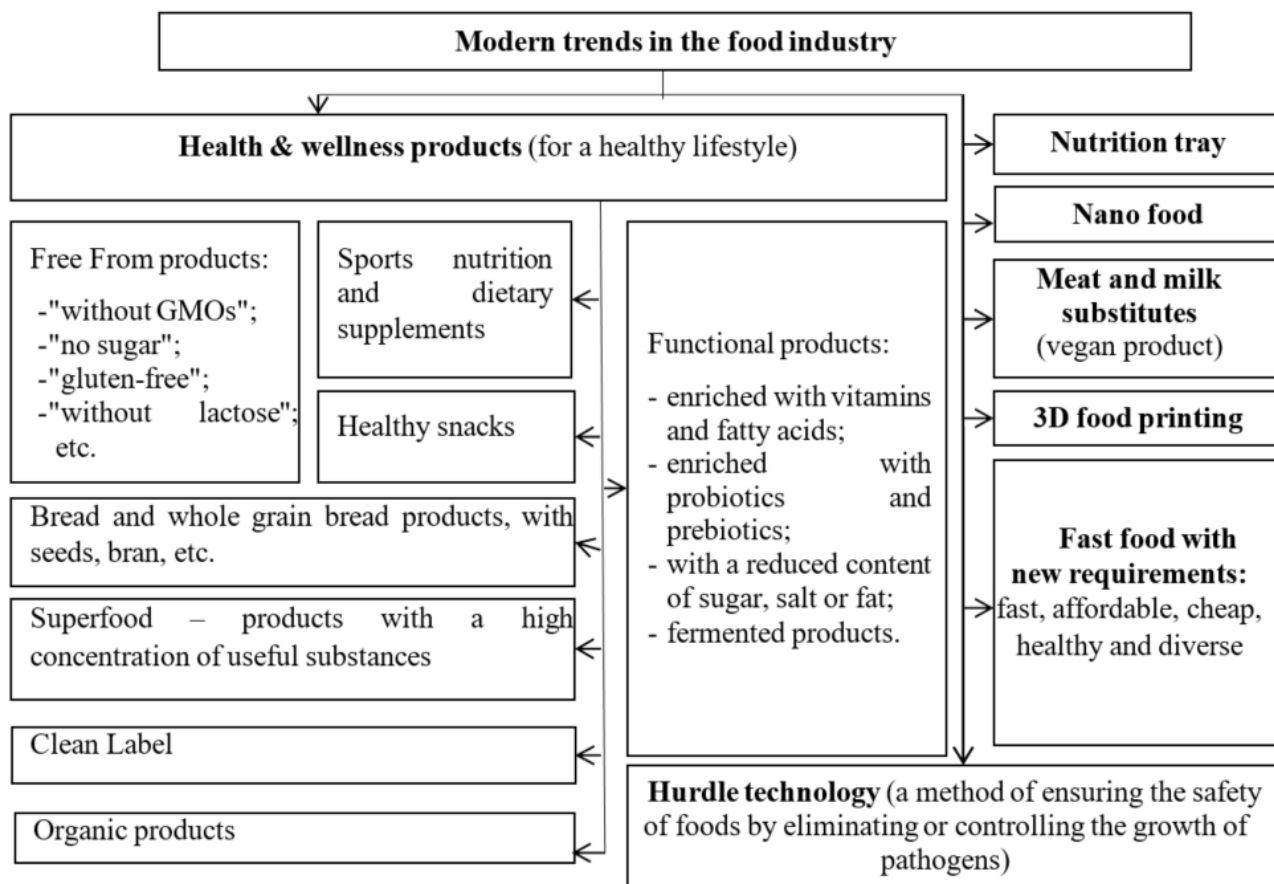 Modern trends in the food industry
Health & wellness products (for a healthy lifestyle)
Free From products:
-"without GMOs";
-"no sugar";
-"gluten-free";
-"without lactose";
etc.
Sports nutrition
and dietary
supplements
Healthy snacks
Bread and whole grain bread products, with
seeds, bran, etc.
Superfood – products with a high
concentration of useful substances
Clean Label
Organic products
Functional products:
- enriched with vitamins
and fatty acids;
- enriched with
probiotics and
prebiotics;
- with a reduced content
of sugar, salt or fat;
- fermented products.
Nutrition tray
Nano food
Meat and milk
substitutes
(vegan product)
3D food printing
Fast food with
new requirements:
fast, affordable, cheap,
healthy and diverse
Hurdle technology (a method of ensuring the safety
of foods by eliminating or controlling the growth of
pathogens)